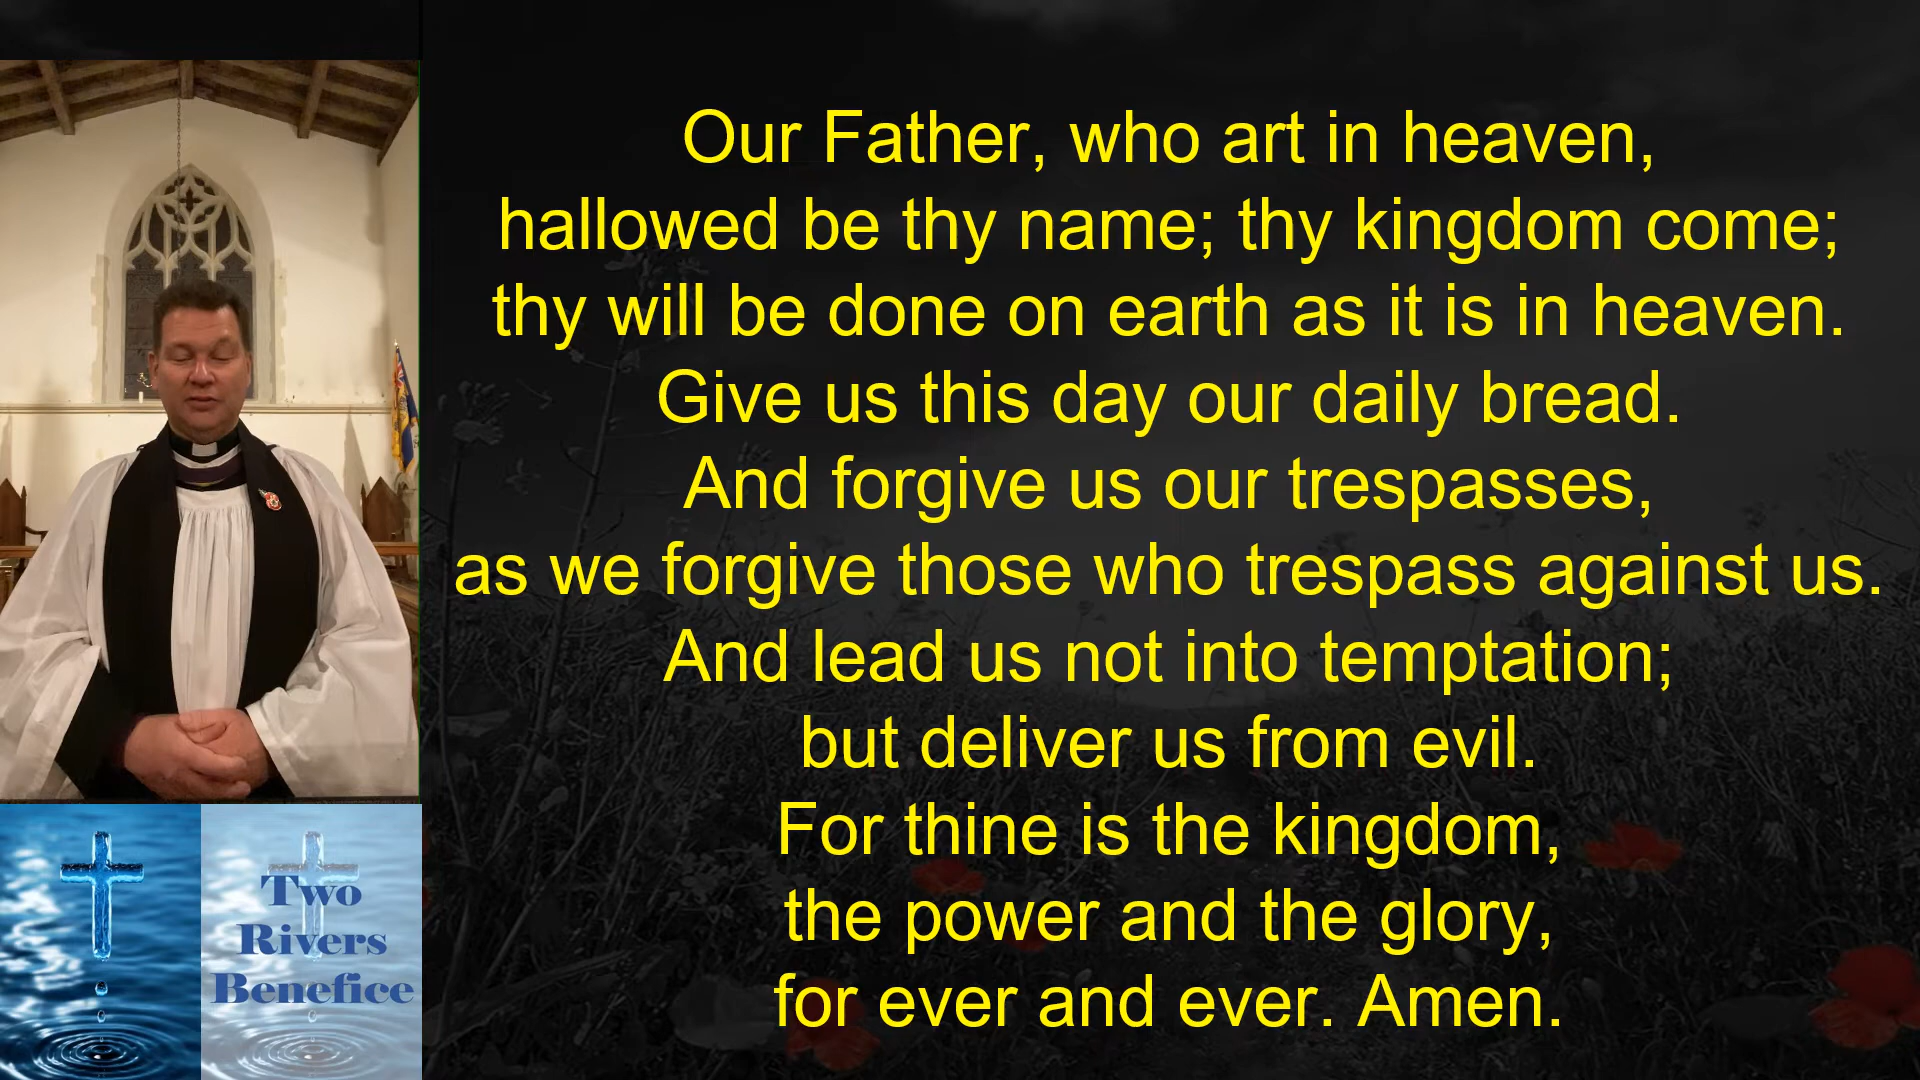 Our Father, who art in heaven,
hallowed be thy name; thy kingdom come;
thy will be done on earth as it is in heaven.
Give us this day our daily bread.
And forgive us our trespasses,
as we forgive those who trespass against us.
And lead us not into temptation;
but deliver us from evil.
For thine is the kingdom,
the power and the glory,
for ever and ever. Amen.
Two
Rivers
Benefice